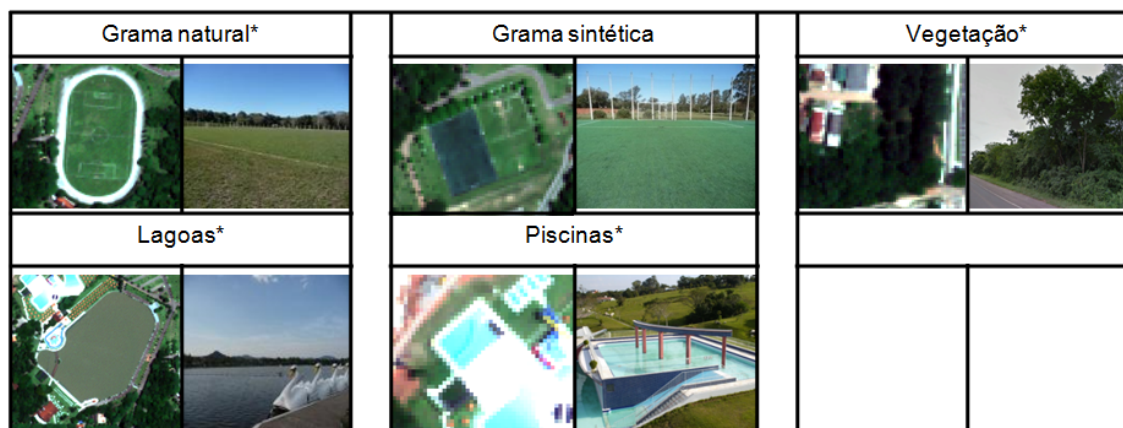 Grama natural*
Grama sintética
Vegetação*
Lagoas*
Piscinas*